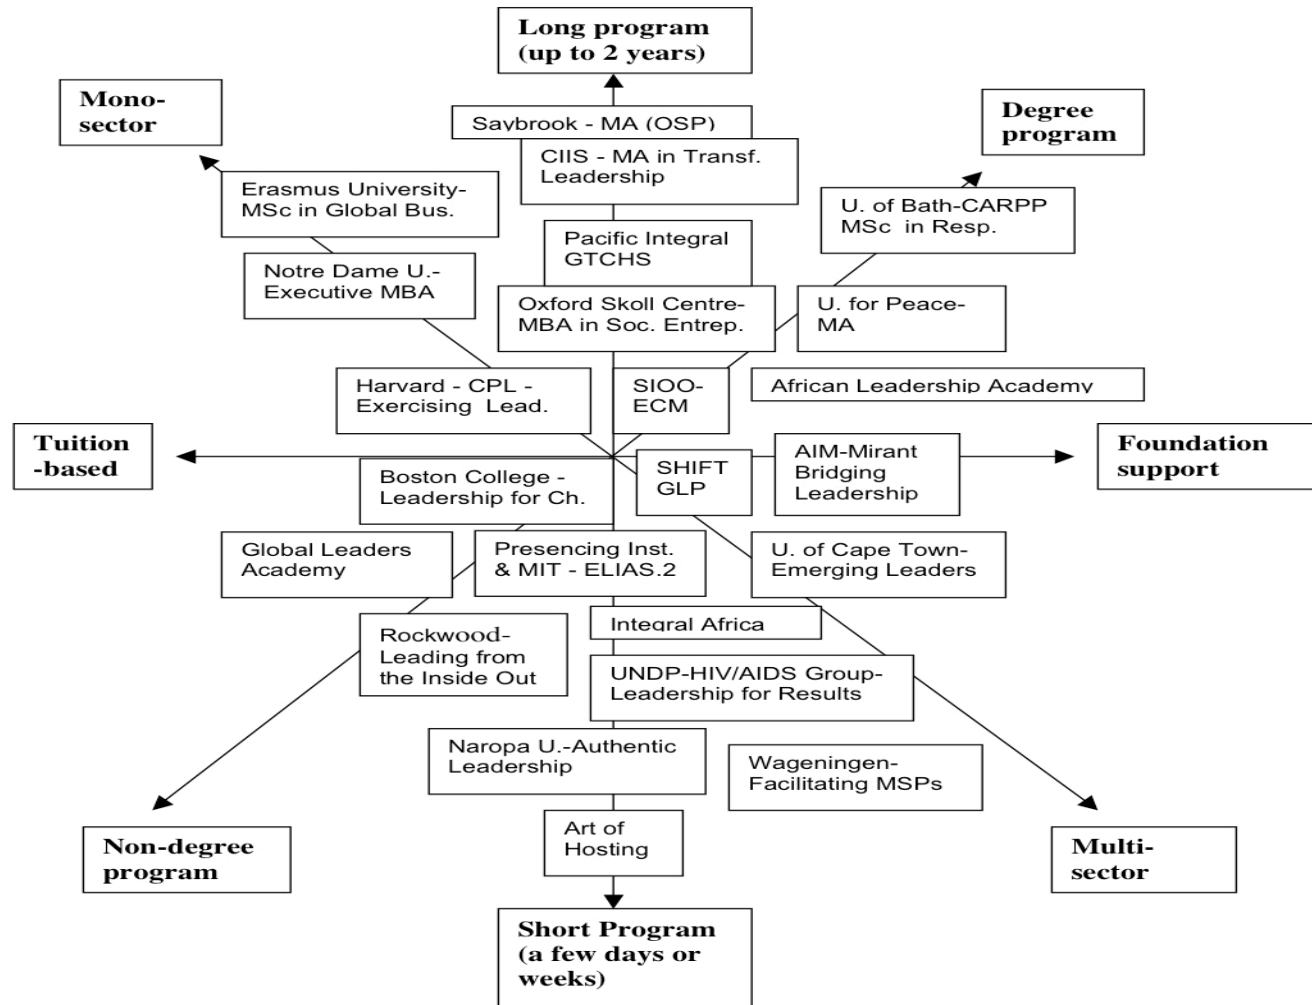 Long program
(up to 2 years)
Mono-
sector
Degree
program
Saybrook - MA (OSP)
CIIS - MA in Transf.
Leadership
Erasmus University-
MSc in Global Bus.
U. of Bath-CARPP
MSc in Resp.
Pacific Integral
GTCHS
Notre Dame U.-
Executive MBA
Oxford Skoll Centre-
MBA in Soc. Entrep.
U. for Peace-
MA
Harvard - CPL -
Exercising Lead.
SIOO-
ECM
African Leadership Academy
Tuition
-based
Foundation
support
Boston College -
Leadership for Ch.
SHIFT
GLP
AIM-Mirant
Bridging
Leadership
Global Leaders
Academy
Presencing Inst.
& MIT - ELIAS.2
U. of Cape Town-
Emerging Leaders
Rockwood-
Leading from
the Inside Out
Integral Africa
UNDP-HIV/AIDS Group-
Leadership for Results
Naropa U.-Authentic
Leadership
Wageningen-
Facilitating MSPs
Non-degree
program
Art of
Hosting
Multi-
sector
Short Program
(a few days or
weeks)